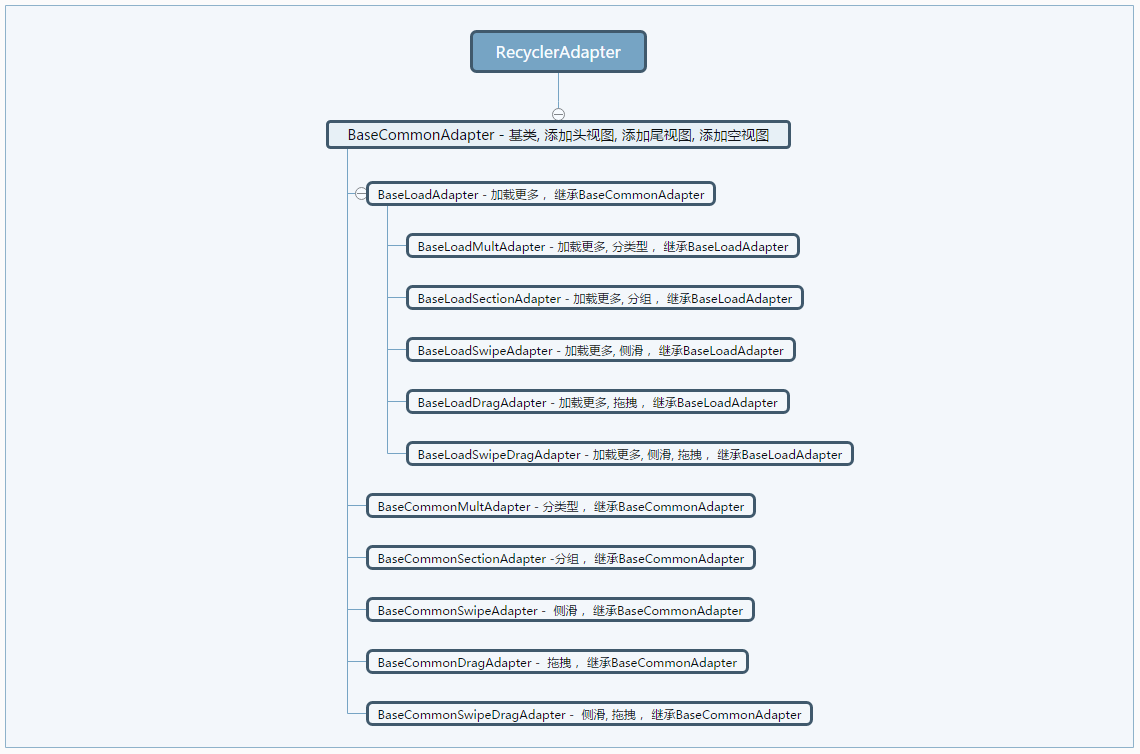 RecyclerAdapter
BaseCommonAdapter - 基类, 添加头视图, 添加尾视图, 添加空视图
BaseLoadAdapter - 加载更多 ，继承BaseCommonAdapter
BaseLoadMultAdapter - 加载更多, 分类型 ，继承BaseLoadAdapter
BaseLoadSectionAdapter - 加载更多, 分组 ，继承BaseLoadAdapter
BaseLoadSwipeAdapter - 加载更多, 侧滑 ，继承BaseLoadAdapter
BaseLoadDragAdapter - 加载更多, 拖拽 ，继承BaseLoadAdapter
BaseLoadSwipeDragAdapter - 加载更多, 侧滑, 拖拽 ，继承BaseLoadAdapter
BaseCommonMultAdapter - 分类型 ，继承BaseCommonAdapter
BaseCommonSectionAdapter -分组 ，继承BaseCommonAdapter
BaseCommonSwipeAdapter - 侧滑 ，继承BaseCommonAdapter
BaseCommonDragAdapter - 拖拽 ，继承BaseCommonAdapter
BaseCommonSwipeDragAdapter - 侧滑, 拖拽 ，继承BaseCommonAdapter